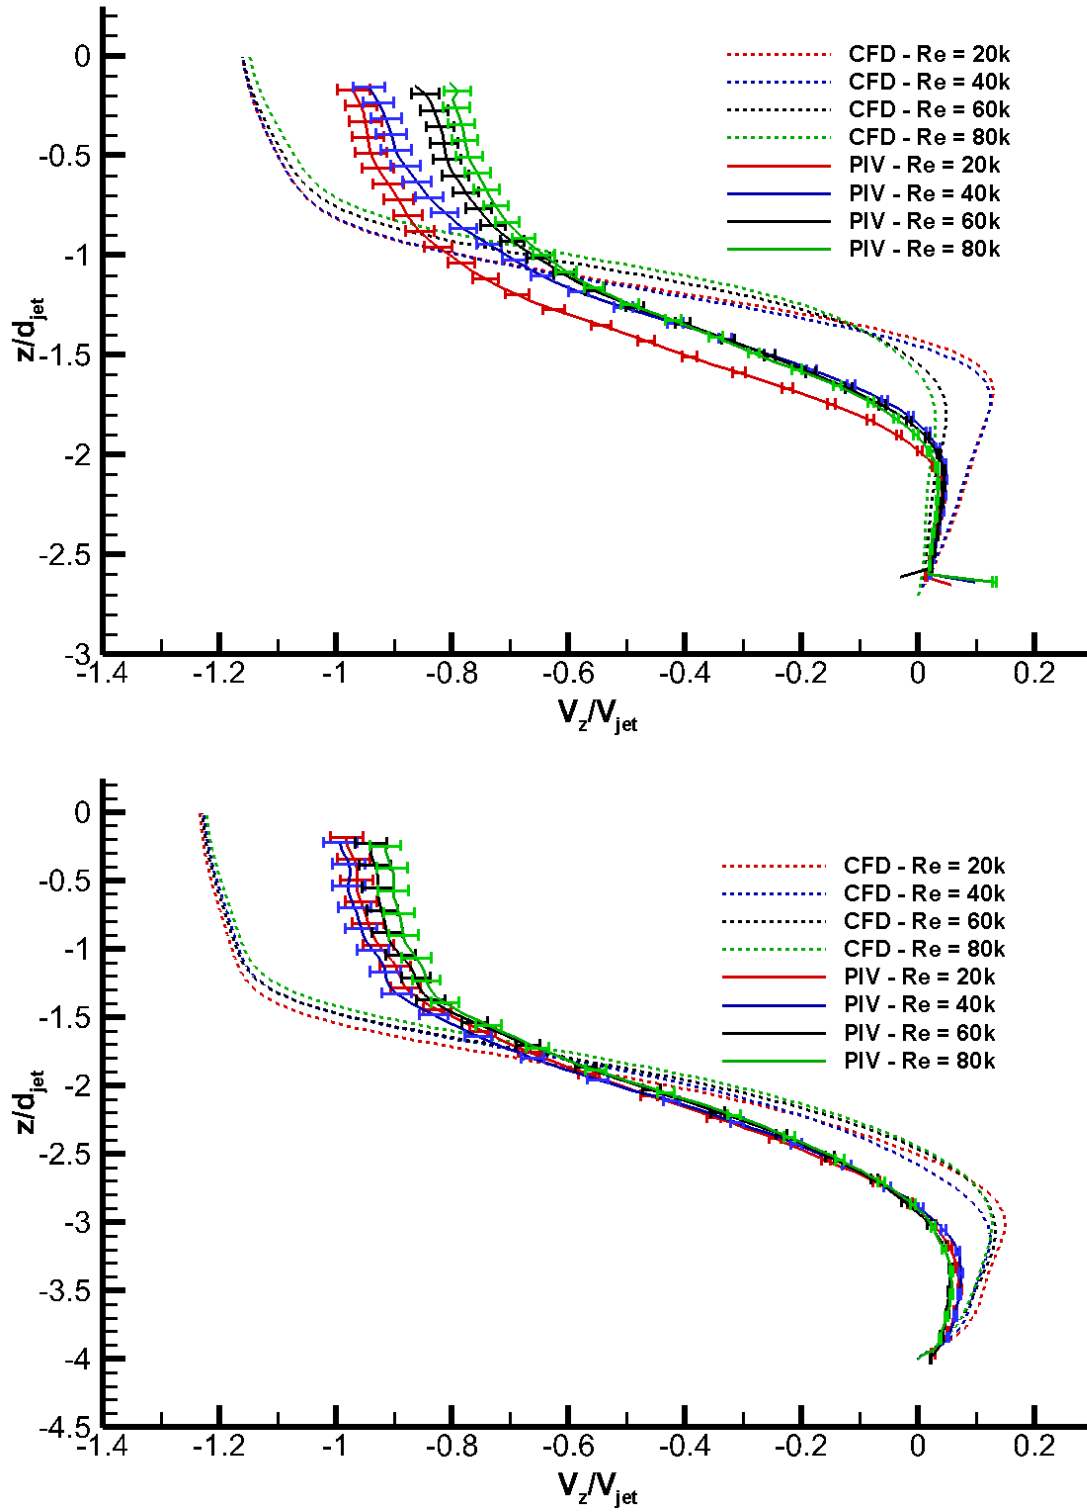 0
-0.5
-1
-1.5
-2
-2.5
-3
z/djet
-1.4 -1.2 -1 -0.8 -0.6 -0.4 -0.2 0 0.2
Vz/Vjet
CFD - Re = 20k
CFD - Re = 40k
CFD - Re = 60k
CFD - Re = 80k
PIV - Re = 20k
PIV - Re = 40k
PIV - Re = 60k
PIV - Re = 80k
0
-0.5
-1
-1.5
-2
-2.5
-3
-3.5
-4
-4.5
z/djet
-1.4 -1.2 -1 -0.8 -0.6 -0.4 -0.2 0 0.2
Vz/Vjet
CFD - Re = 20k
CFD - Re = 40k
CFD - Re = 60k
CFD - Re = 80k
PIV - Re = 20k
PIV - Re = 40k
PIV - Re = 60k
PIV - Re = 80k